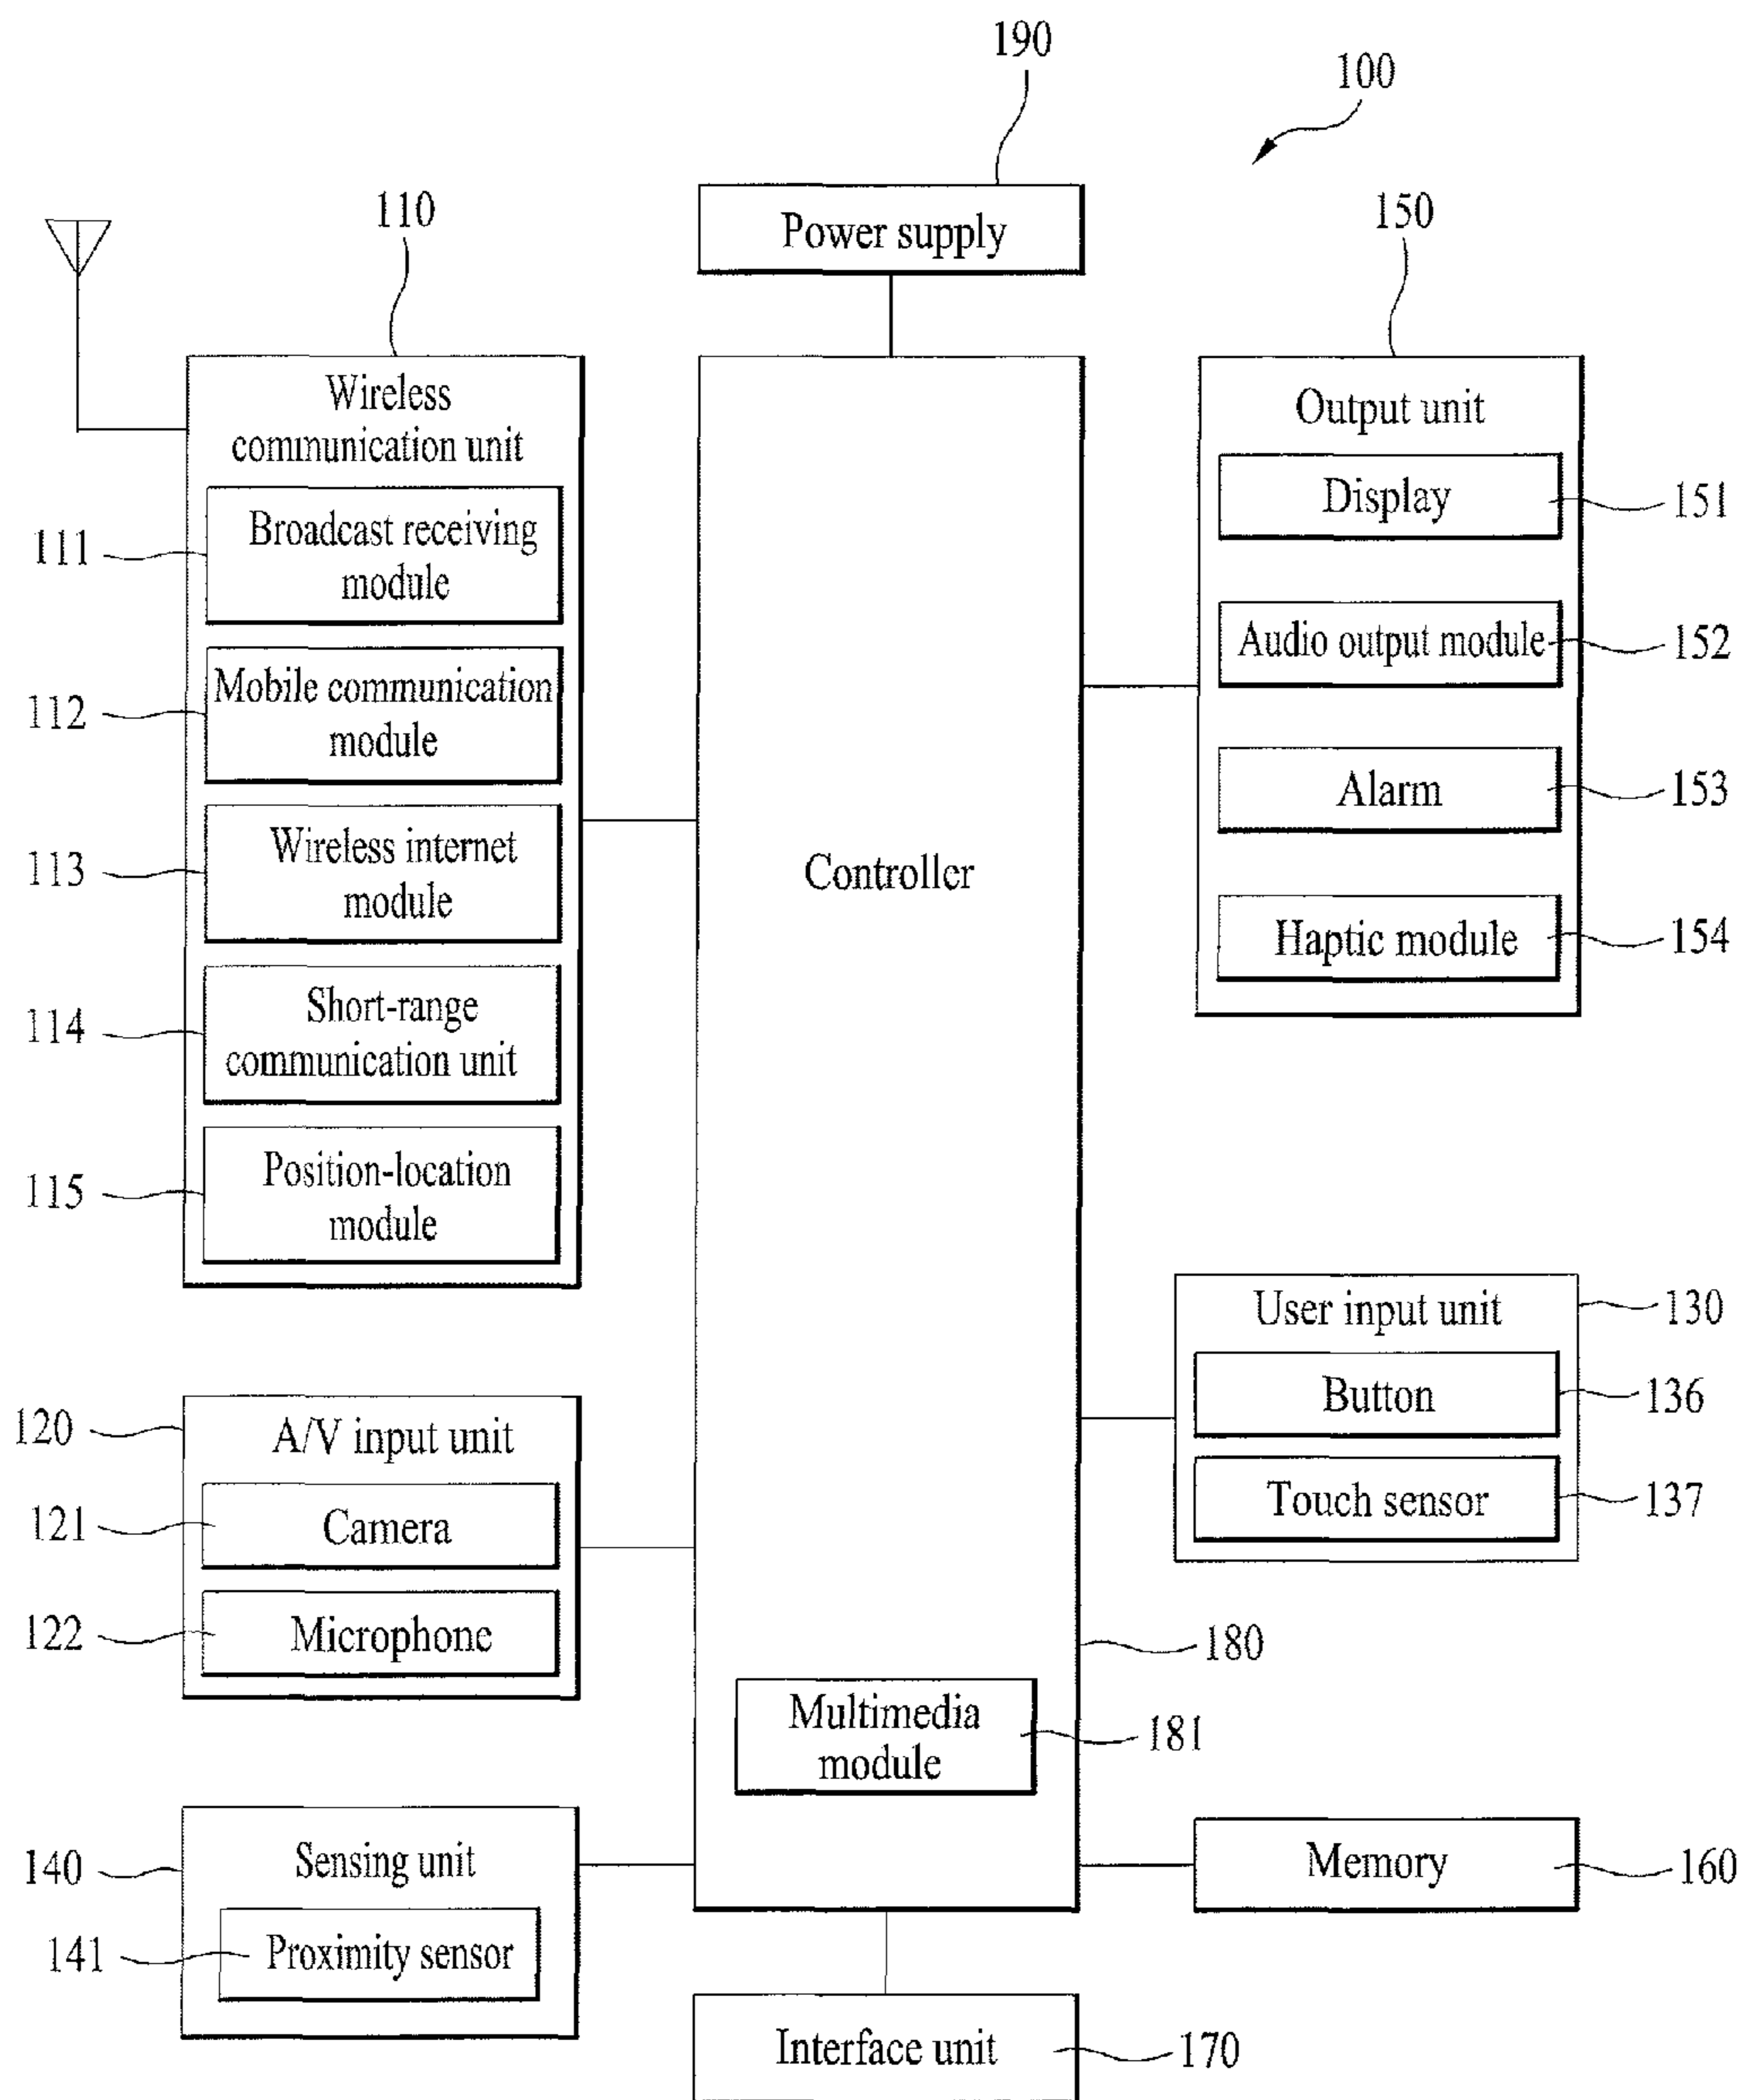 190
100
Power supply
110
150
Wireless
communication unit
111
Broadcast receiving
module
112
Mobile communication
module
113
Wireless internet
module
114
Short-range
communication unit
115
Position-location
module
120
A/V input unit
121
Camera
122
Microphone
140
Sensing unit
141
Proximity sensor
Controller
180
Multimedia
module
181
Output unit
Display
151
Audio output module
152
Alarm
153
Haptic module
154
User input unit
130
Button
136
Touch sensor
137
Memory
160
Interface unit
170